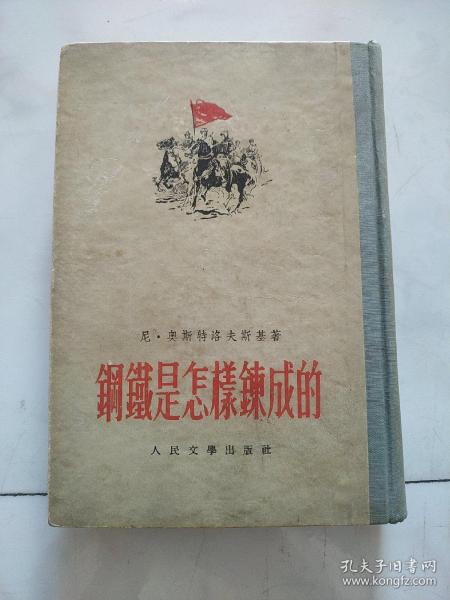 尼·奥斯特洛夫斯基著
鋼鐵是怎樣鍊成的
人民文學出版社
孔夫子旧书网
www.kongfz.com